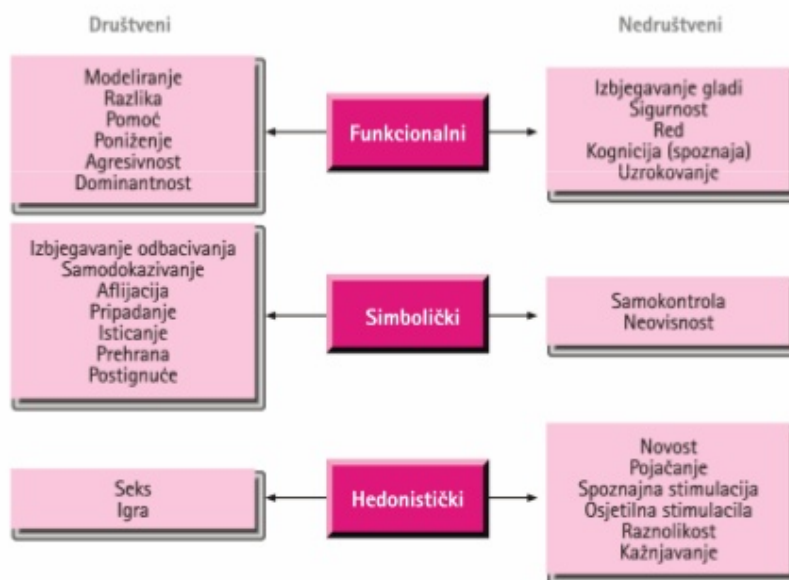 Društveni
Nedruštveni
Modeliranje
Razlika
Pomoć
Poniženje
Agresivnost
Dominantnost
Funkcionalni
Izbjegavanje gladi
Sigurnost
Red
Kognicija (spoznaja)
Uzrokovanje
Izbjegavanje odbacivanja
Samodokazivanje
Aflijacija
Pripadanje
Isticanje
Prehrana
Postignuće
Simbolički
Samokontrola
Neovisnost
Seks
Igra
Hedonistički
Novost
Pojačanje
Spoznajna stimulacija
Osjetilna stimulacila
Raznolikost
Kažnjavanje